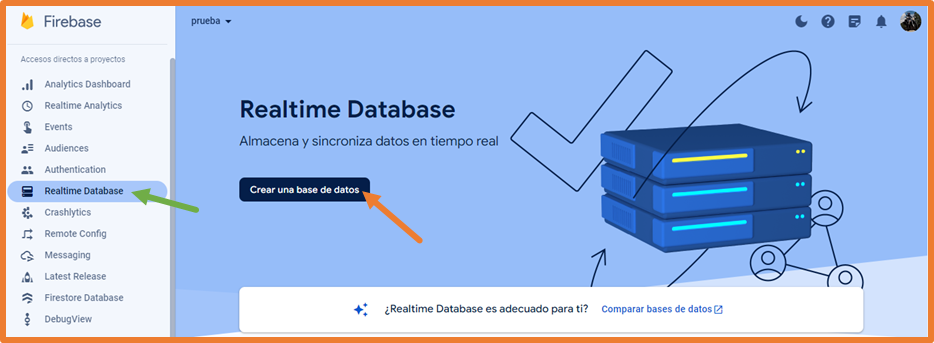 Firebase
prueba
Accesos directos a proyectos
Analytics Dashboard
Realtime Analytics
Events
Audiences
Authentication
Realtime Database
Crashlytics
Remote Config
Messaging
Latest Release
Firestore Database
DebugView
Realtime Database
Almacena y sincroniza datos en tiempo real
Crear una base de datos
¿Realtime Database es adecuado para ti? Comparar bases de datos